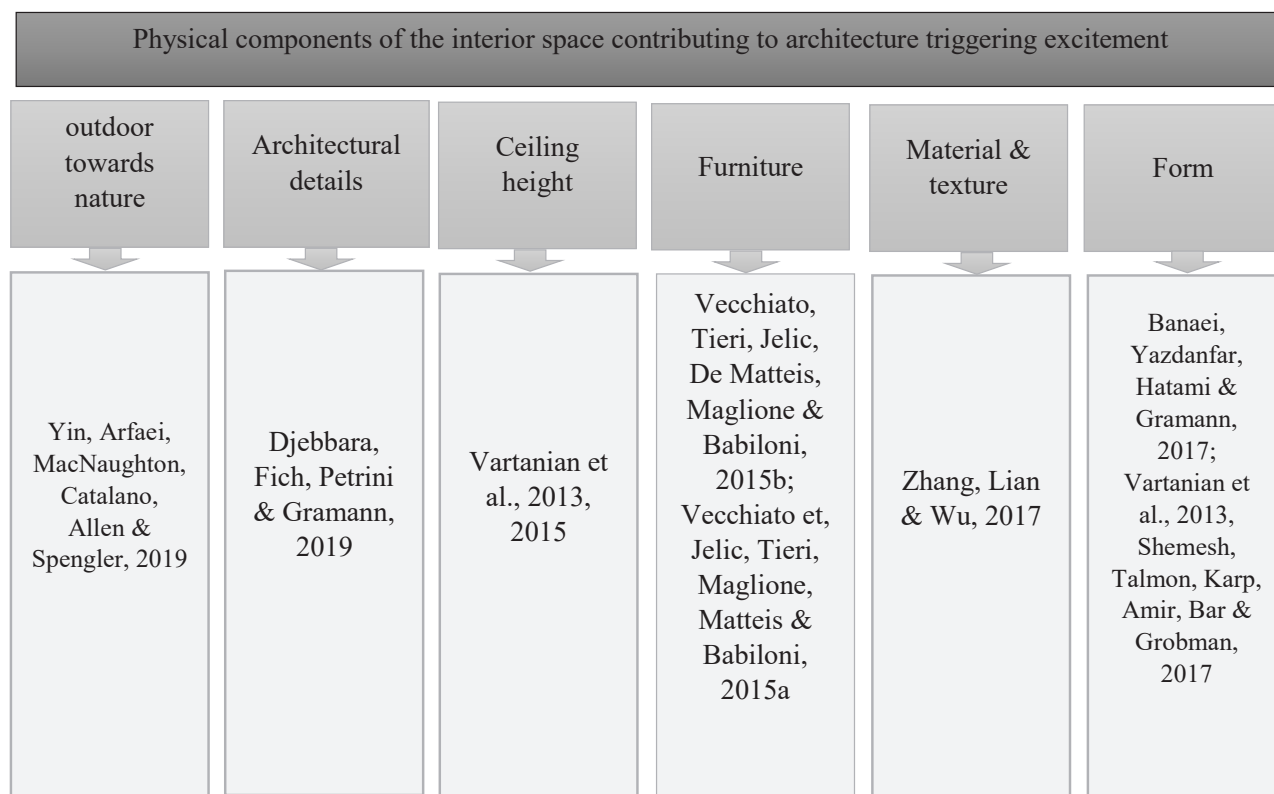 Physical components of the interior space contributing to architecture triggering excitement
outdoor
towards
nature
Architectural
details
Ceiling
height
Furniture
Material &
texture
Form
Yin, Arfaei,
MacNaughton,
Catalano,
Allen &
Spengler, 2019
Djebbara,
Fich, Petrini
& Gramann,
2019
Vartanian et
al., 2013,
2015
Vecchiato,
Tieri, Jelic,
De Matteis,
Maglione &
Babiloni,
2015b;
Vecchiato et,
Jelic, Tieri,
Maglione,
Matteis &
Babiloni,
2015a
Zhang, Lian
& Wu, 2017
Banaei,
Yazdanfar,
Hatami &
Gramann,
2017;
Vartanian et
al., 2013,
Shemesh,
Talmon, Karp,
Amir, Bar &
Grobman,
2017